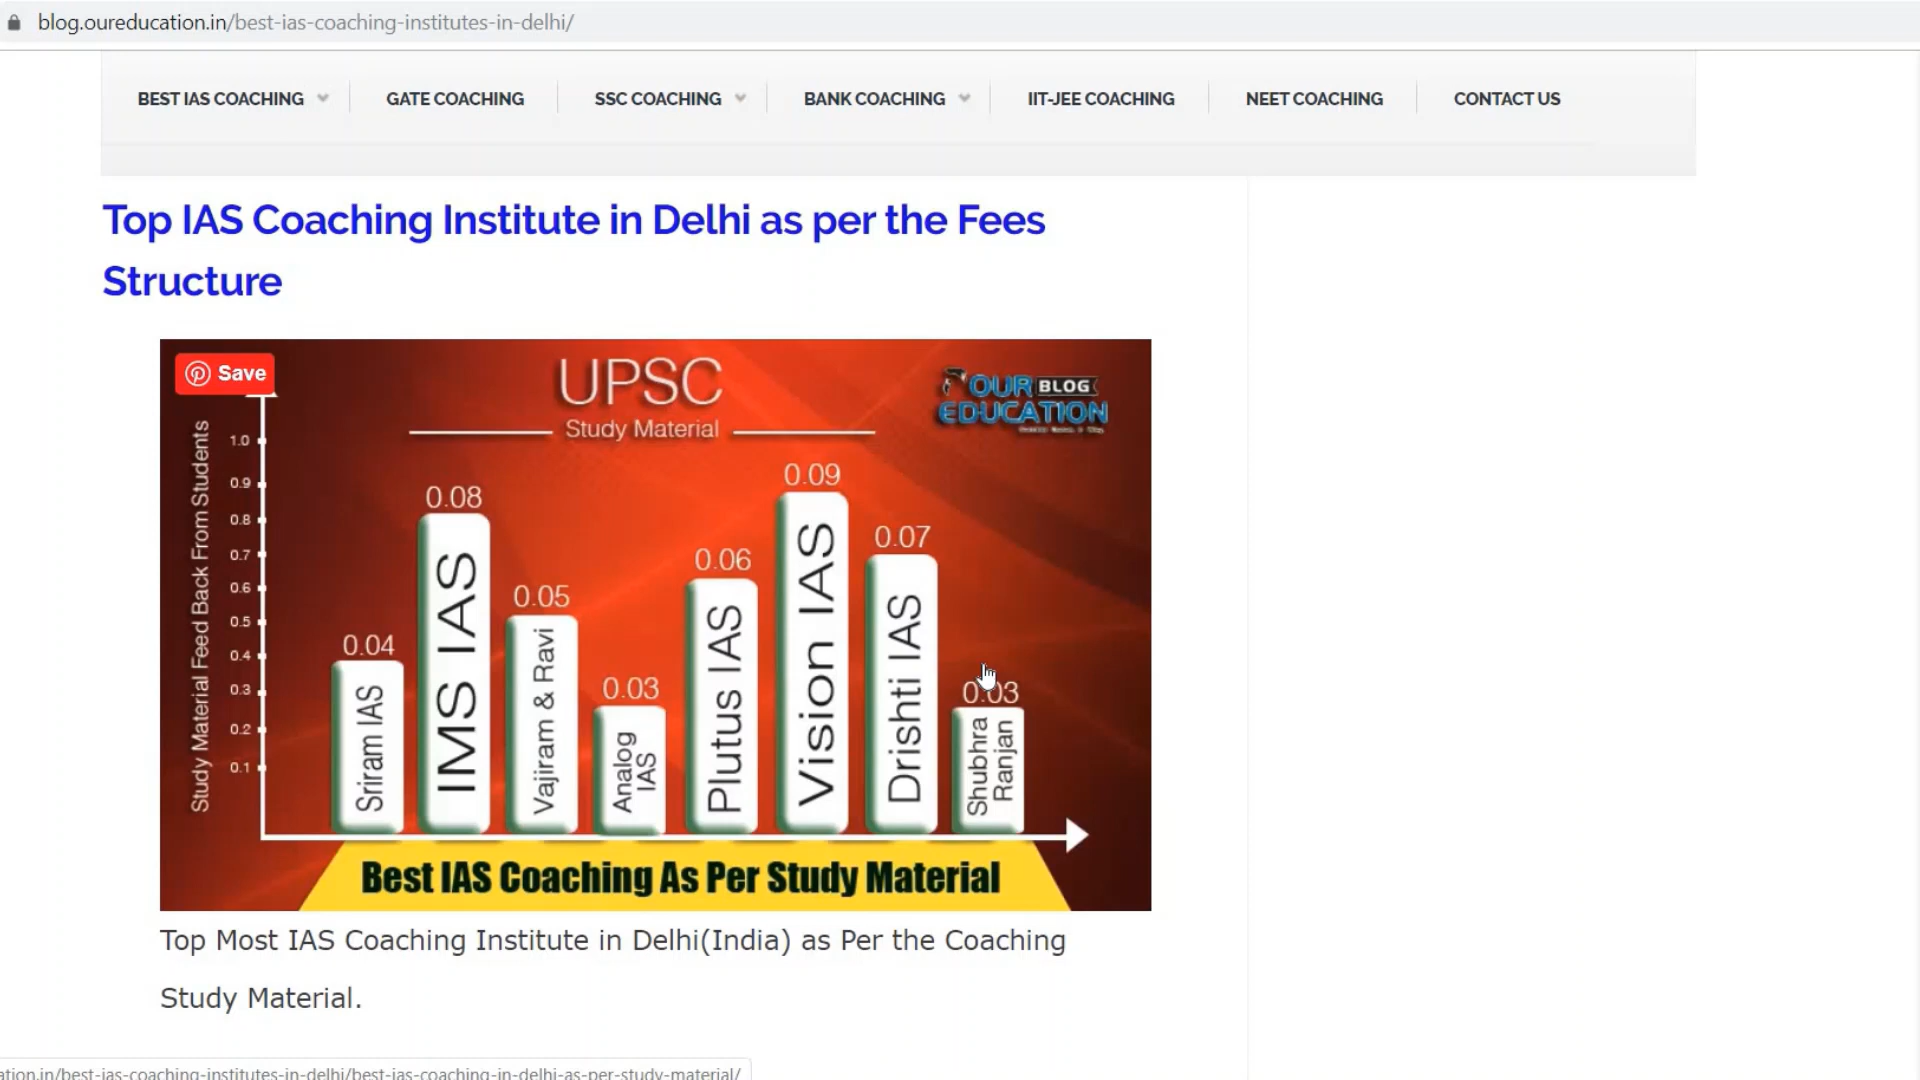 blog.oureducation.in/best-ias-coaching-institutes-in-delhi/
BEST IAS COACHING GATE COACHING SSC COACHING BANK COACHING IIT-JEE COACHING NEET COACHING CONTACT US
Top IAS Coaching Institute in Delhi as per the Fees
Structure
Save
UPSC
Study Material
OUR BLOG
EDUCATION
Study Material Feed Back From Students
1.0
0.9
0.8
0.7
0.6
0.5
0.4
0.3
0.2
0.1
0.04
Sriram IAS
0.08
IMS IAS
0.05
Vajiram & Ravi
0.03
Analog
IAS
0.06
Plutus IAS
0.09
Vision IAS
0.07
Drishti IAS
0.03
Shubhra
Ranjan
Best IAS Coaching As Per Study Material
Top Most IAS Coaching Institute in Delhi(India) as Per the Coaching
Study Material.
ation.in/best-ias-coaching-institutes-in-delhi/best-ias-coaching-in-delhi-as-per-study-material/